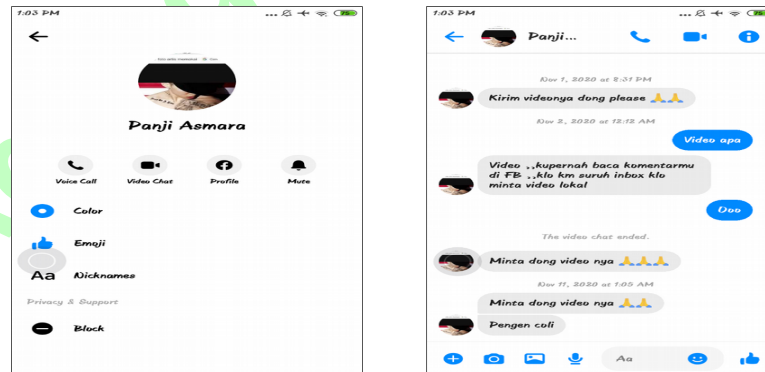 1:03 PM
75
Panji Asmara
Voice Call
Video Chat
Profile
Mute
Color
Emoji
Aa Nicknames
Privacy & Support
Block
1:03 PM
Panji...
Nov 1, 2020 at 8:31 PM
Kirim videonya dong please 🙏🙏
Nov 2, 2020 at 12:12 AM
Video apa
Video ,,kupernah baca komentarmu
di FB ,,klo km suruh inbox klo
minta video lokal
Uoo
The video chat ended.
Minta dong video nya 🙏🙏🙏
Nov 11, 2020 at 1:05 AM
Minta dong video nya 🙏🙏
Pengen coli
Aa